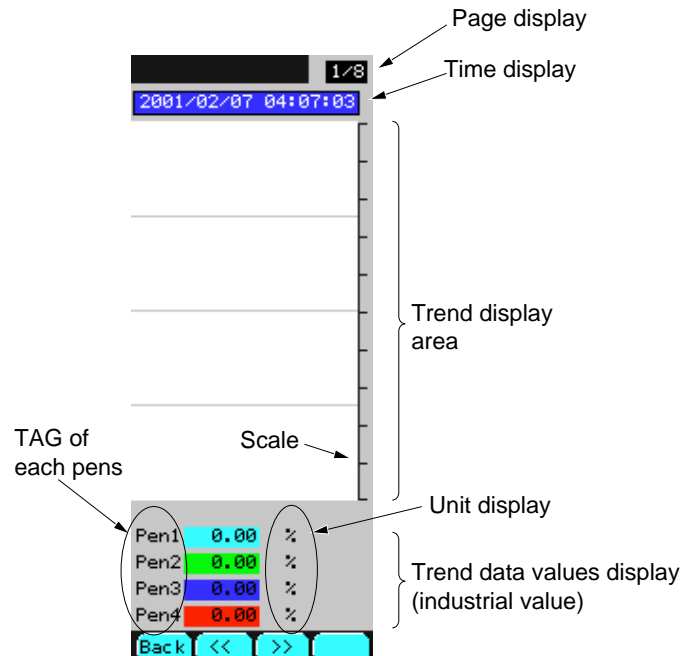 Page display
1/8
Time display
2001/02/07 04:07:03
Trend display
area
TAG of
each pens
Scale
Unit display
Pen1 0.00 %
Pen2 0.00 %
Pen3 0.00 %
Pen4 0.00 %
Trend data values display
(industrial value)
Back << >>